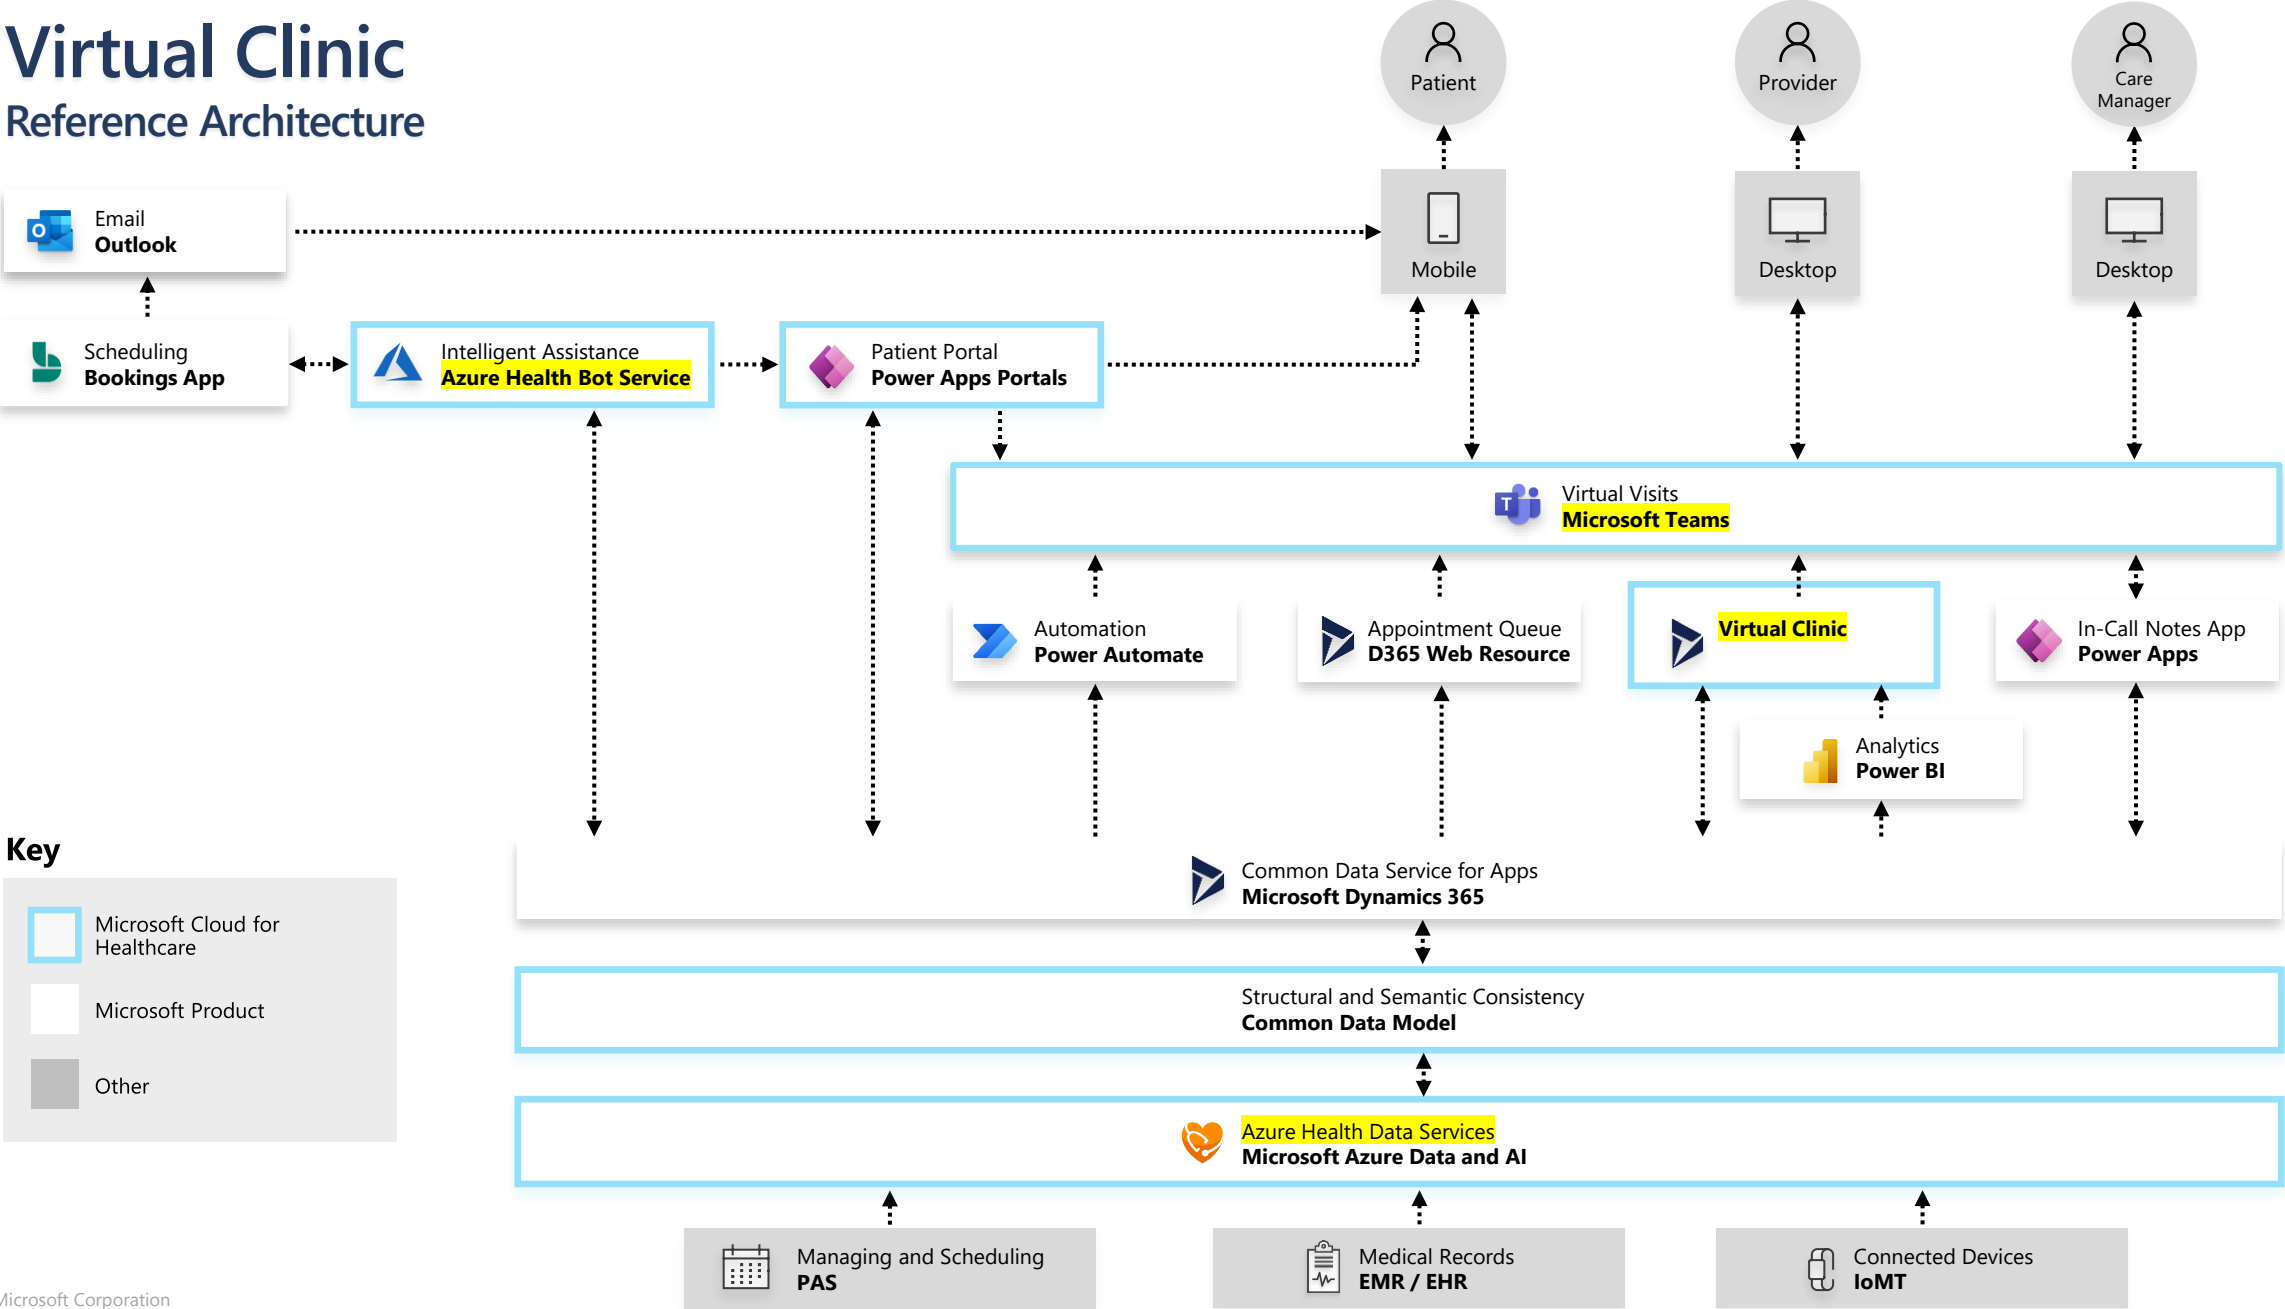 Virtual Clinic
Reference Architecture
Patient
Provider
Care
Manager
Email
Outlook
Mobile
Desktop
Desktop
Scheduling
Bookings App
Intelligent Assistance
Azure Health Bot Service
Patient Portal
Power Apps Portals
Virtual Visits
Microsoft Teams
Automation
Power Automate
Appointment Queue
D365 Web Resource
Virtual Clinic
In-Call Notes App
Power Apps
Analytics
Power BI
Key
Microsoft Cloud for
Healthcare
Microsoft Product
Other
Common Data Service for Apps
Microsoft Dynamics 365
Structural and Semantic Consistency
Common Data Model
Azure Health Data Services
Microsoft Azure Data and AI
Managing and Scheduling
PAS
Medical Records
EMR / EHR
Connected Devices
IoMT
Microsoft Corporation